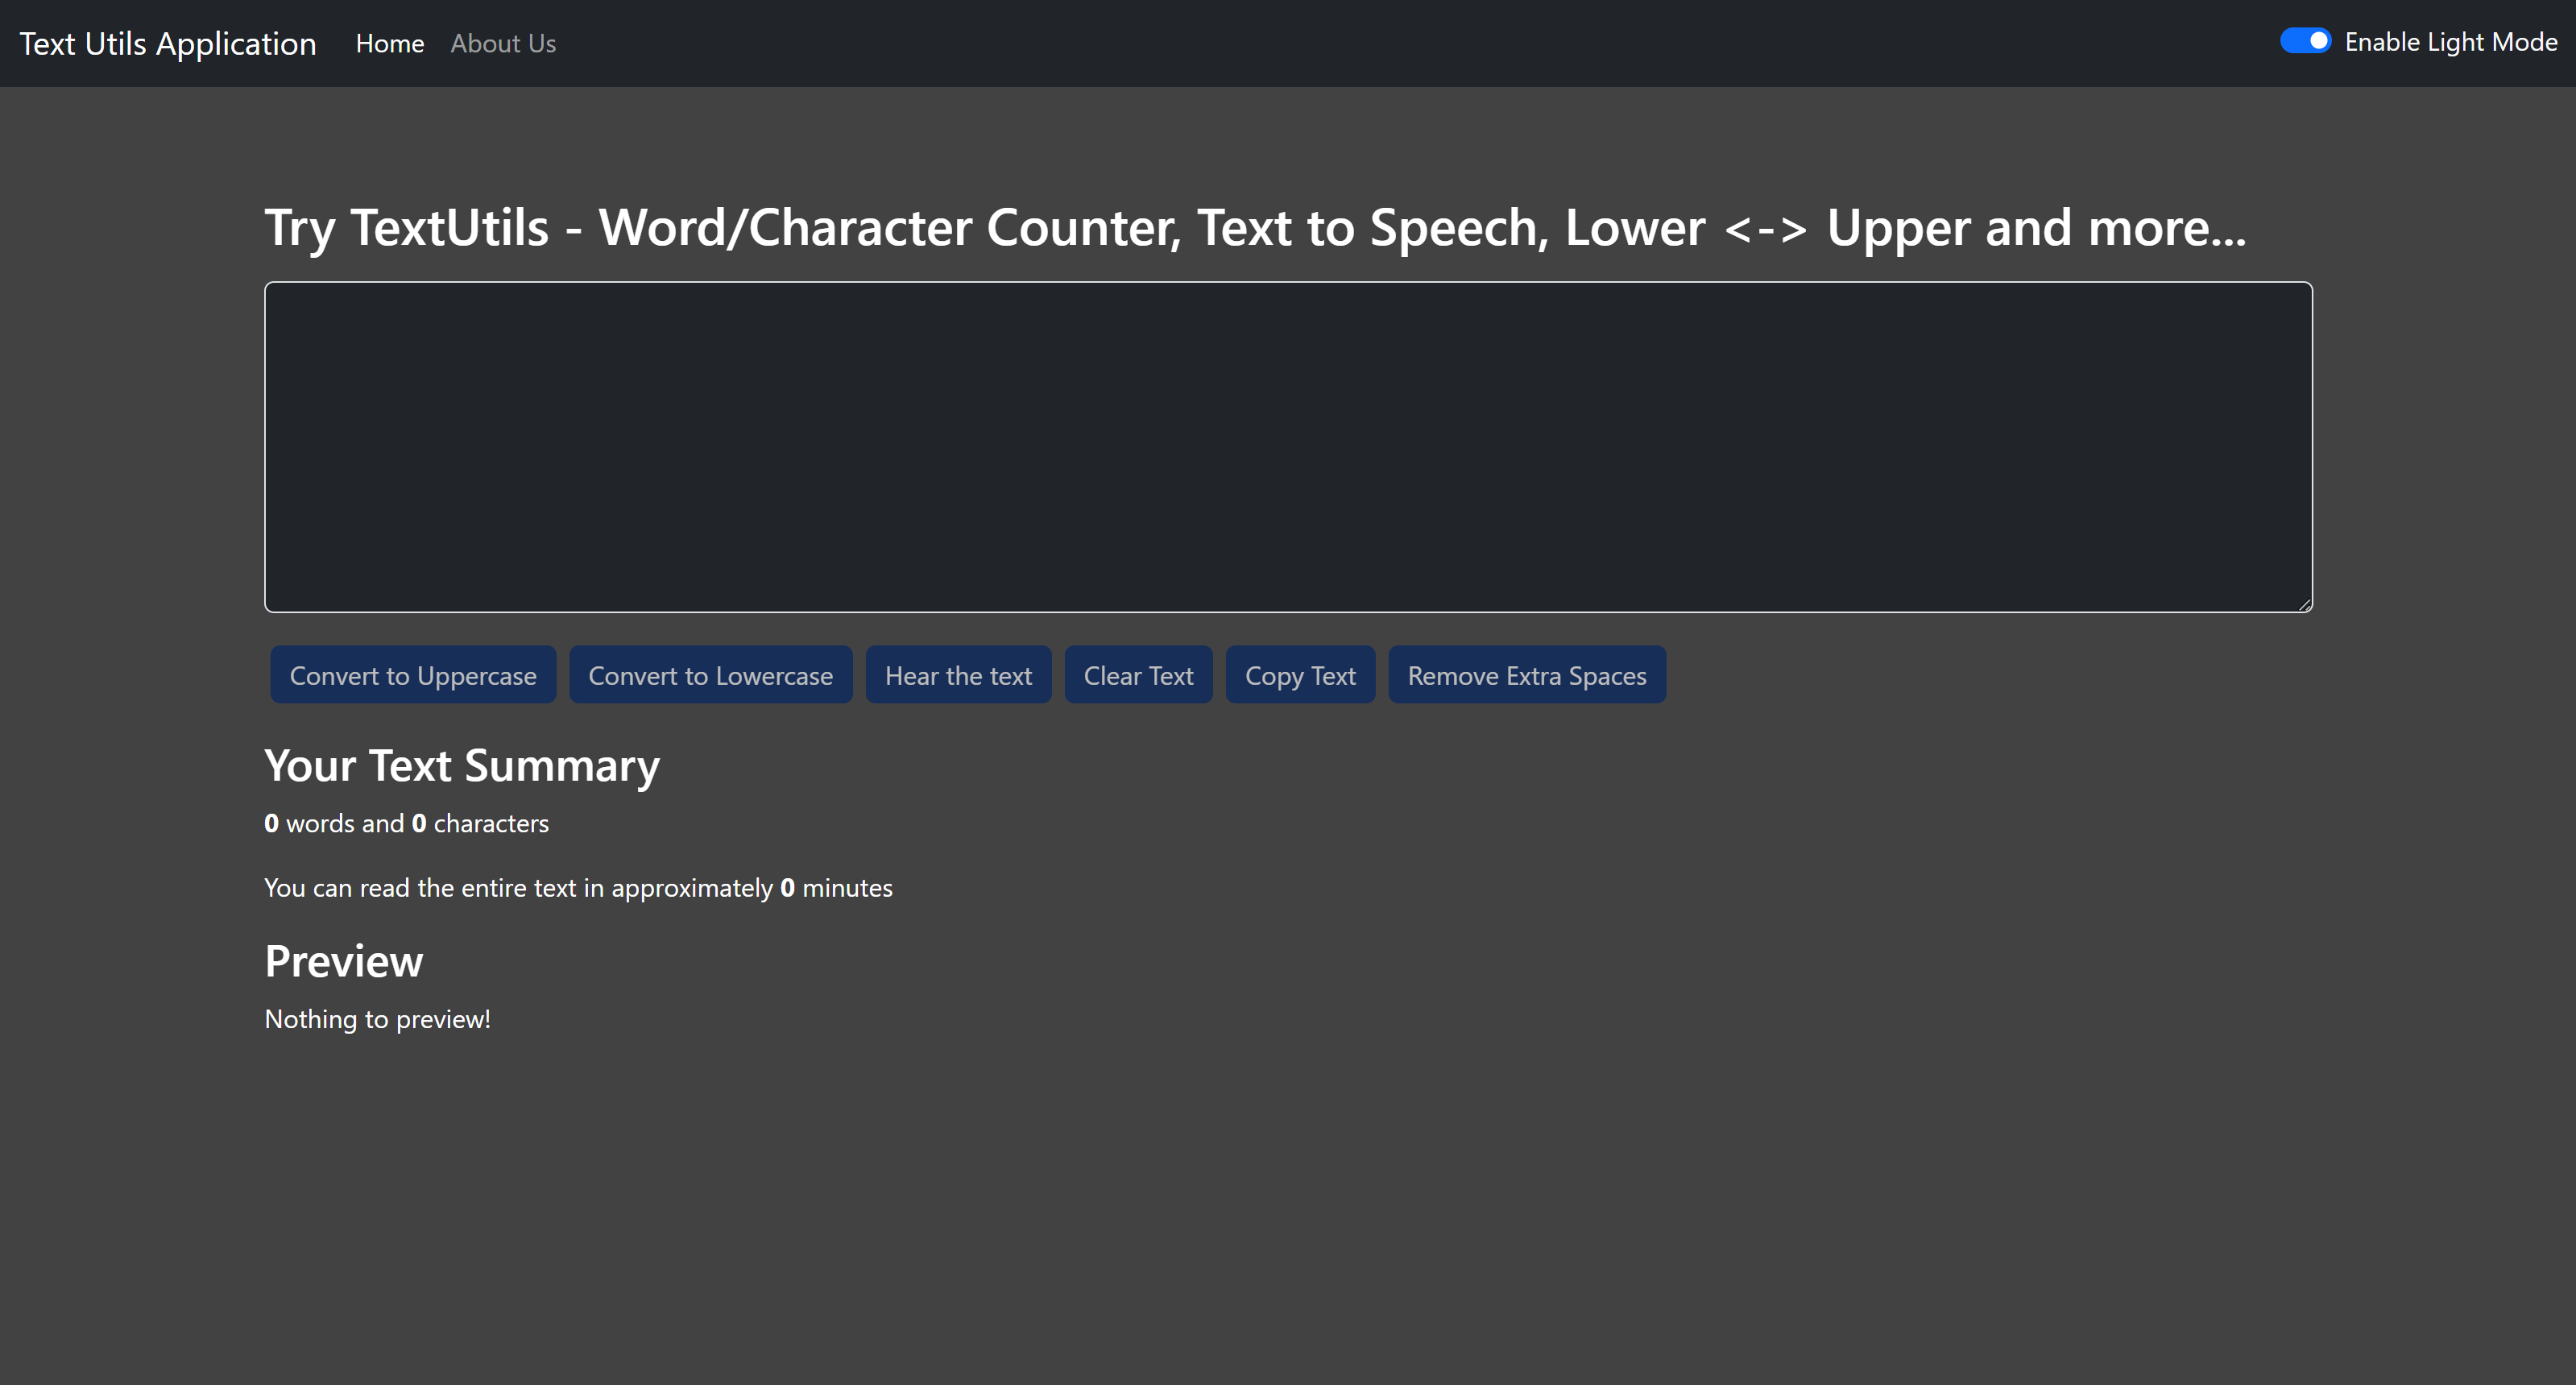 Text Utils Application Home About Us Enable Light Mode
Try TextUtils - Word/Character Counter, Text to Speech, Lower <-> Upper and more...
Convert to Uppercase Convert to Lowercase Hear the text Clear Text Copy Text Remove Extra Spaces
Your Text Summary
0 words and 0 characters
You can read the entire text in approximately 0 minutes
Preview
Nothing to preview!